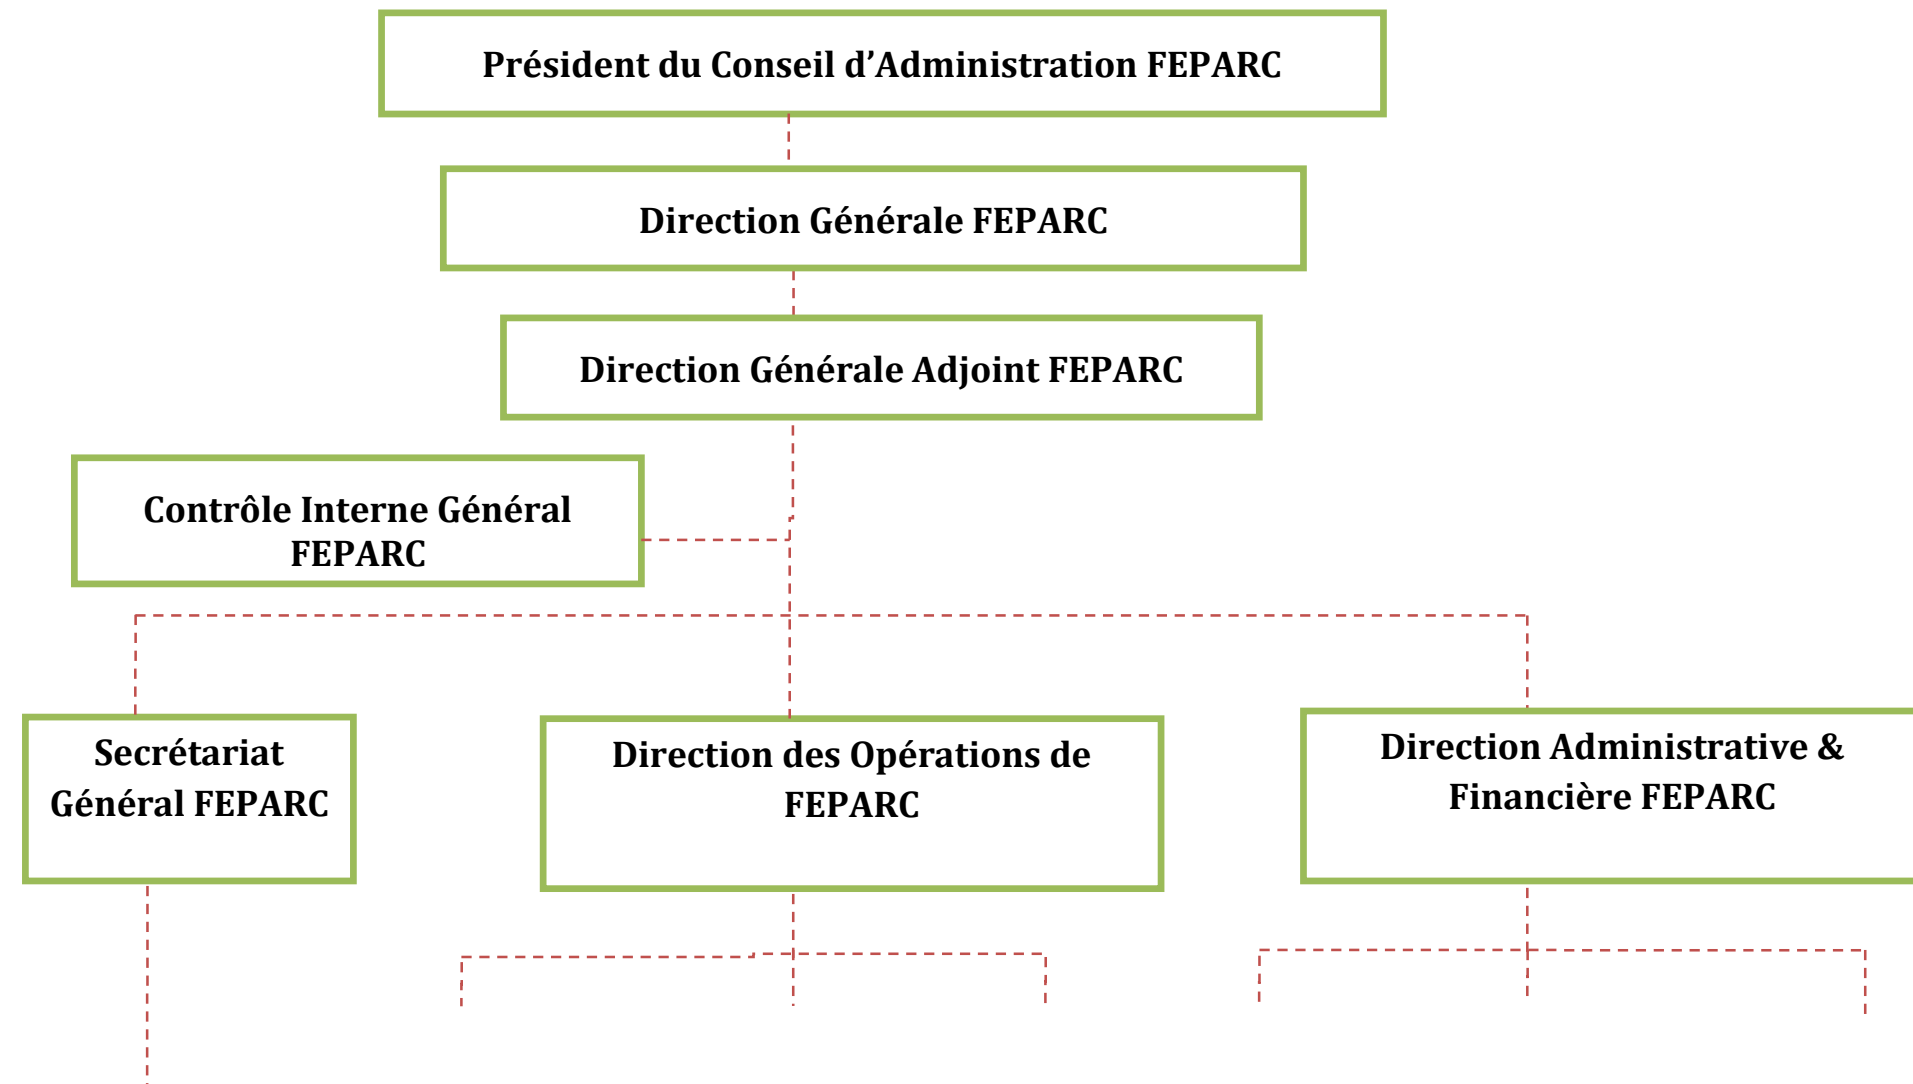 Président du Conseil d’Administration FEPARC
Direction Générale FEPARC
Direction Générale Adjoint FEPARC
Contrôle Interne Général
FEPARC
Secrétariat
Général FEPARC
Direction des Opérations de
FEPARC
Direction Administrative &
Financière FEPARC